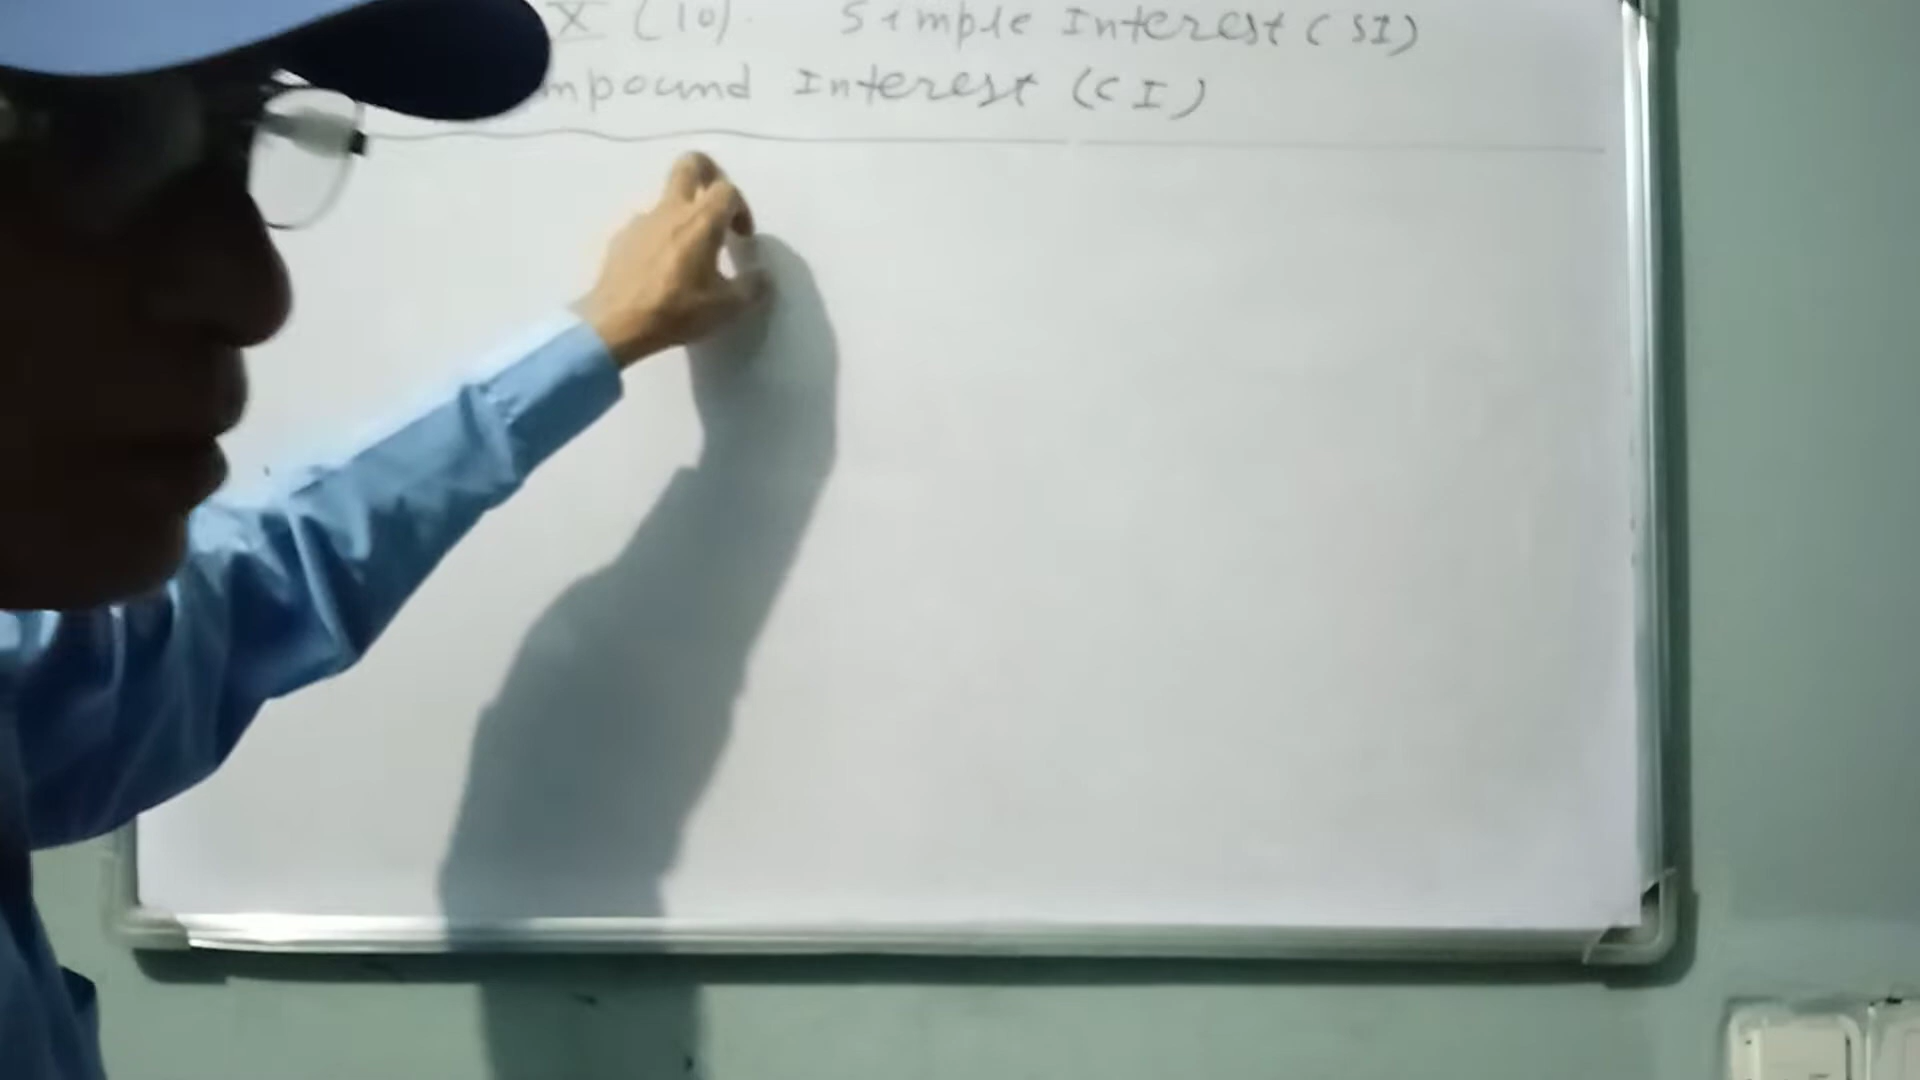 X (10). Simple Interest (SI)
mpound Interest (CI)